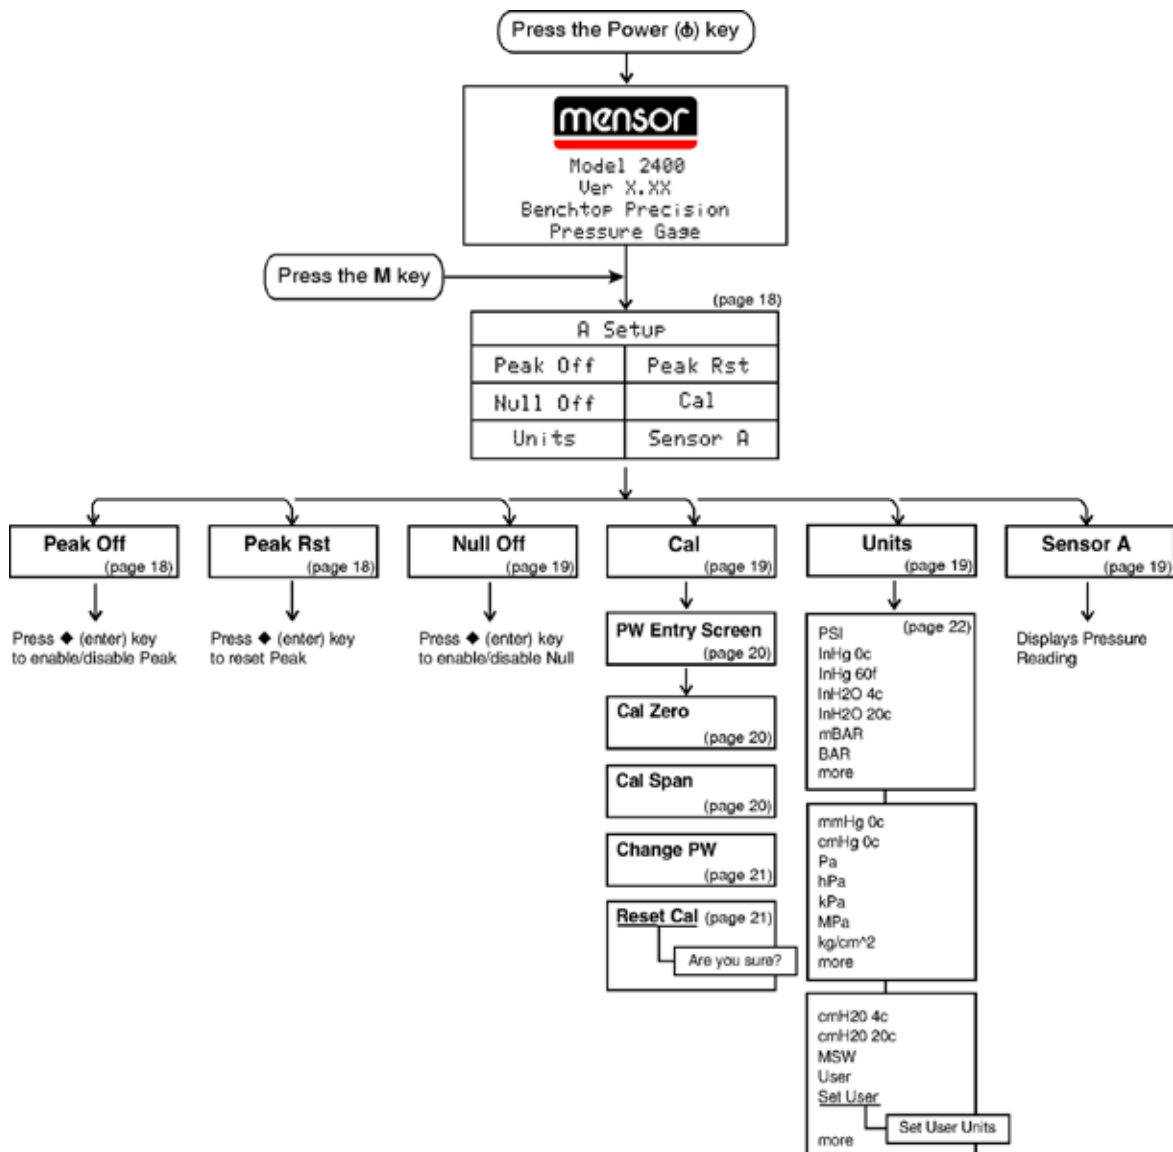 Press the Power (⏻) key
mensor
Model 2400
Ver X.XX
Benchtop Precision
Pressure Gage
Press the M key
(page 18)
A Setup
Peak Off
Peak Rst
Null Off
Cal
Units
Sensor A
Peak Off
(page 18)
Press ◆ (enter) key
to enable/disable Peak
Peak Rst
(page 18)
Press ◆ (enter) key
to reset Peak
Null Off
(page 19)
Press ◆ (enter) key
to enable/disable Null
Cal
(page 19)
PW Entry Screen
(page 20)
Cal Zero
(page 20)
Cal Span
(page 20)
Change PW
(page 21)
Reset Cal (page 21)
Are you sure?
Units
(page 19)
PSI (page 22)
InHg 0c
InHg 60f
InH2O 4c
InH2O 20c
mBAR
BAR
more
mmHg 0c
cmHg 0c
Pa
hPa
kPa
MPa
kg/cm^2
more
cmH20 4c
cmH20 20c
MSW
User
Set User
Set User Units
more
Sensor A
(page 19)
Displays Pressure
Reading